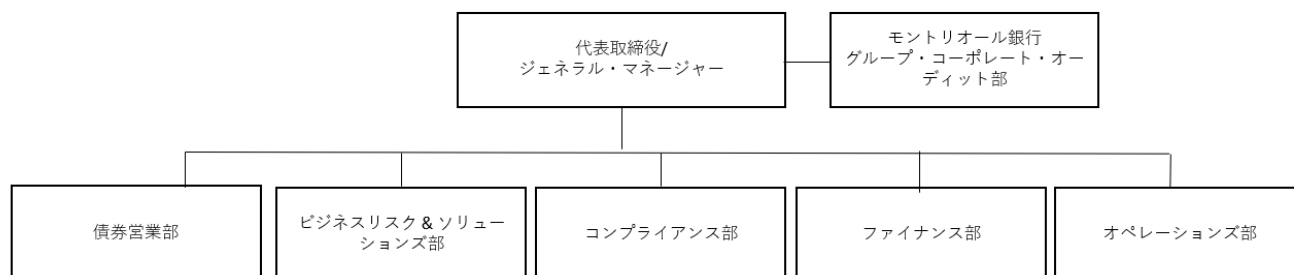 代表取締役/
ジェネラル・マネージャー
モントリオール銀行
グループ・コーポレート・オー
ディット部
債券営業部
ビジネスリスク & ソリュー
ションズ部
コンプライアンス部
ファイナンス部
オペレーションズ部